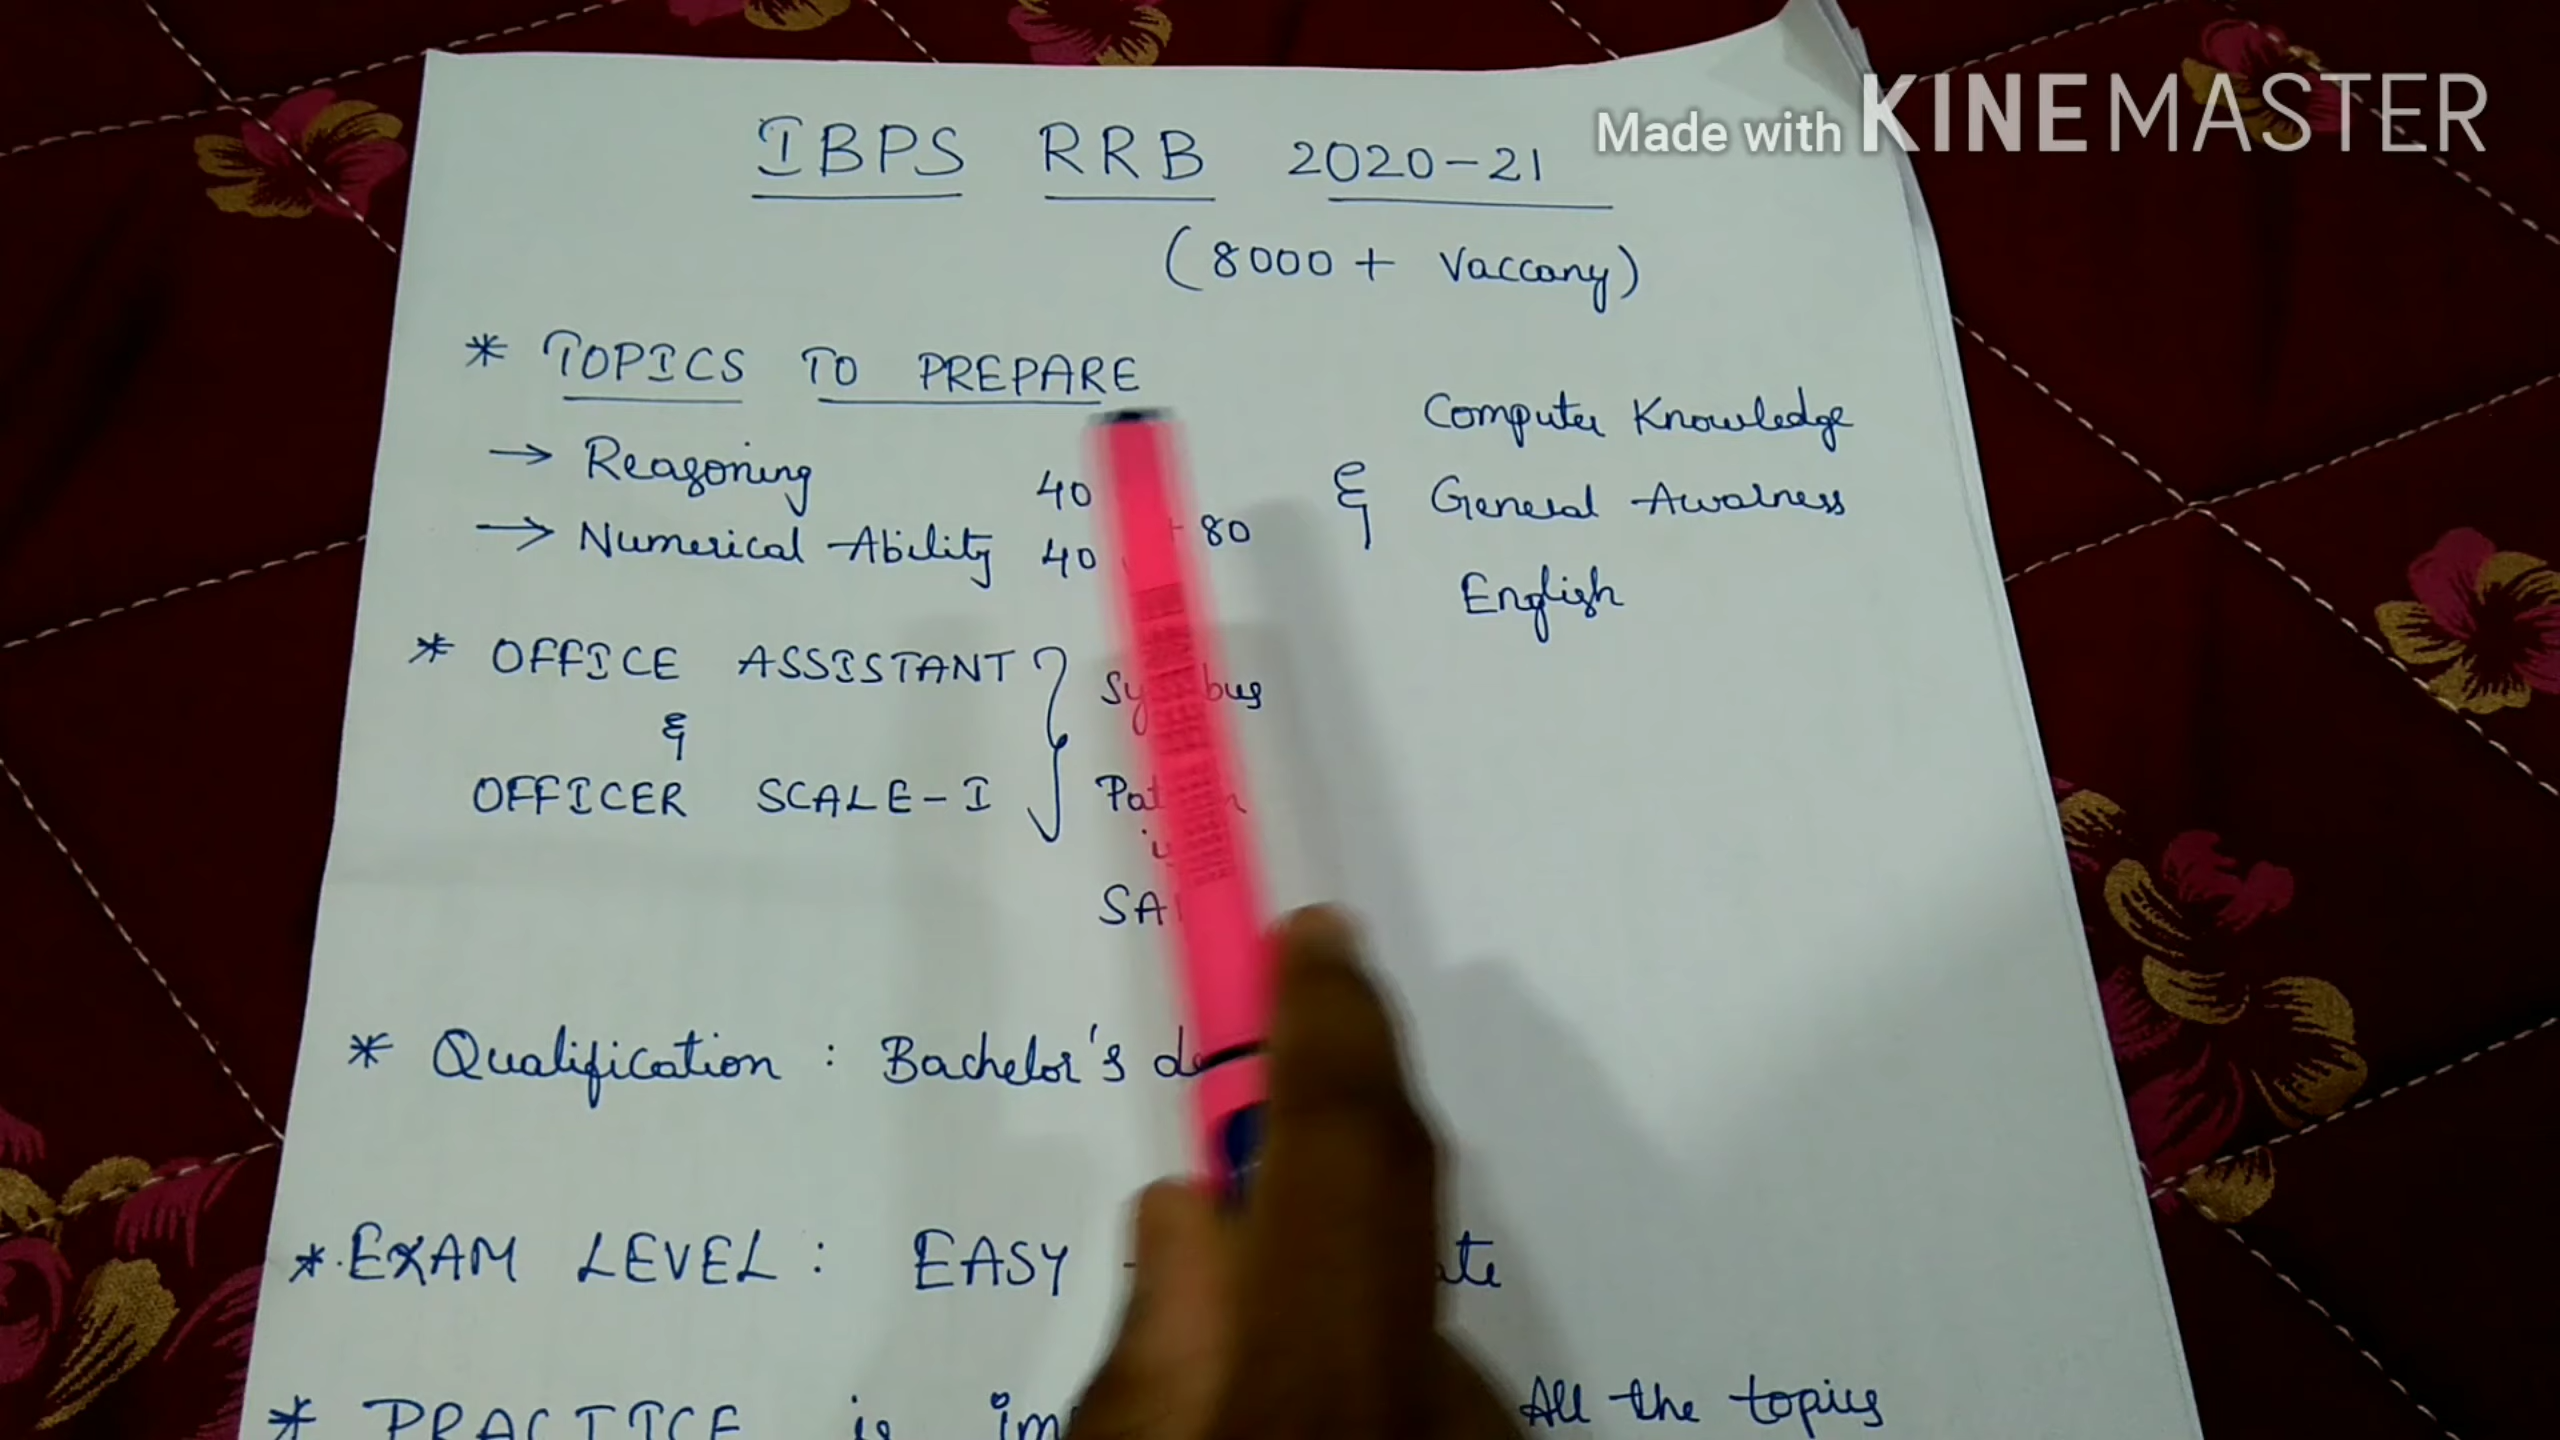 Made with KINEMASTER
IBPS RRB 2020-21
(8000 + Vaccany)
* TOPICS TO PREPARE
→ Reasoning 40
→ Numerical Ability 40 80
& Computer Knowledge
General Awarness
English
* OFFICE ASSISTANT
&
OFFICER SCALE-I
* Qualification : Bachelor's
* EXAM LEVEL : EASY -
* PRACTICE is All the topics